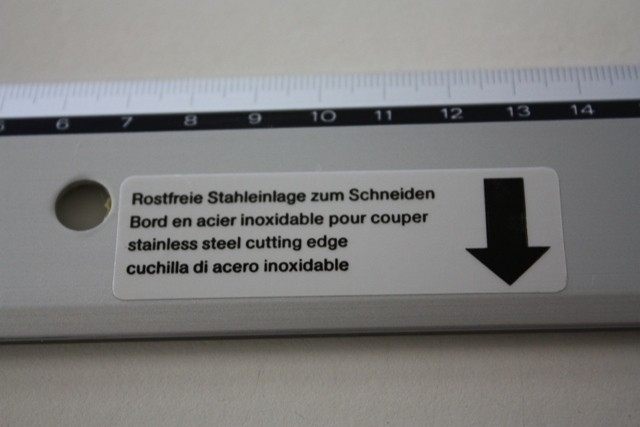 6 7 8 9 10 11 12 13 14
Rostfreie Stahleinlage zum Schneiden
Bord en acier inoxidable pour couper
stainless steel cutting edge
cuchilla di acero inoxidable